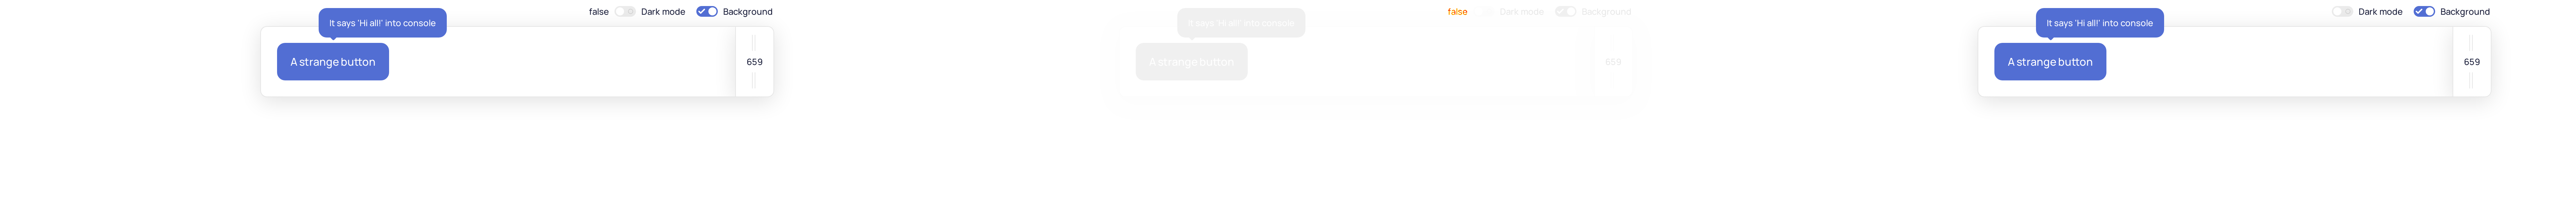 false Dark mode Background
It says 'Hi all!' into console
A strange button
659
false Dark mode Background
It says 'Hi all!' into console
A strange button
659
Dark mode Background
It says 'Hi all!' into console
A strange button
659